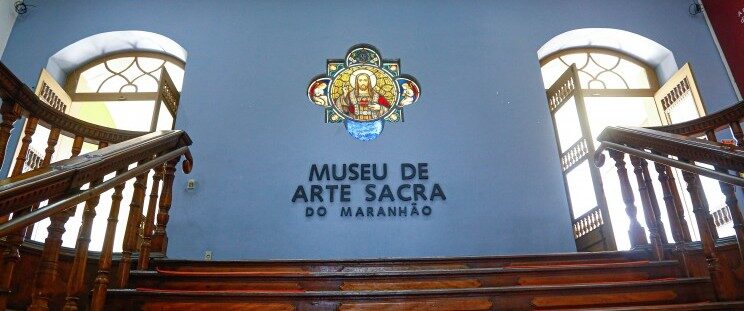 MUSEU DE
ARTE SACRA
DO MARANHÃO